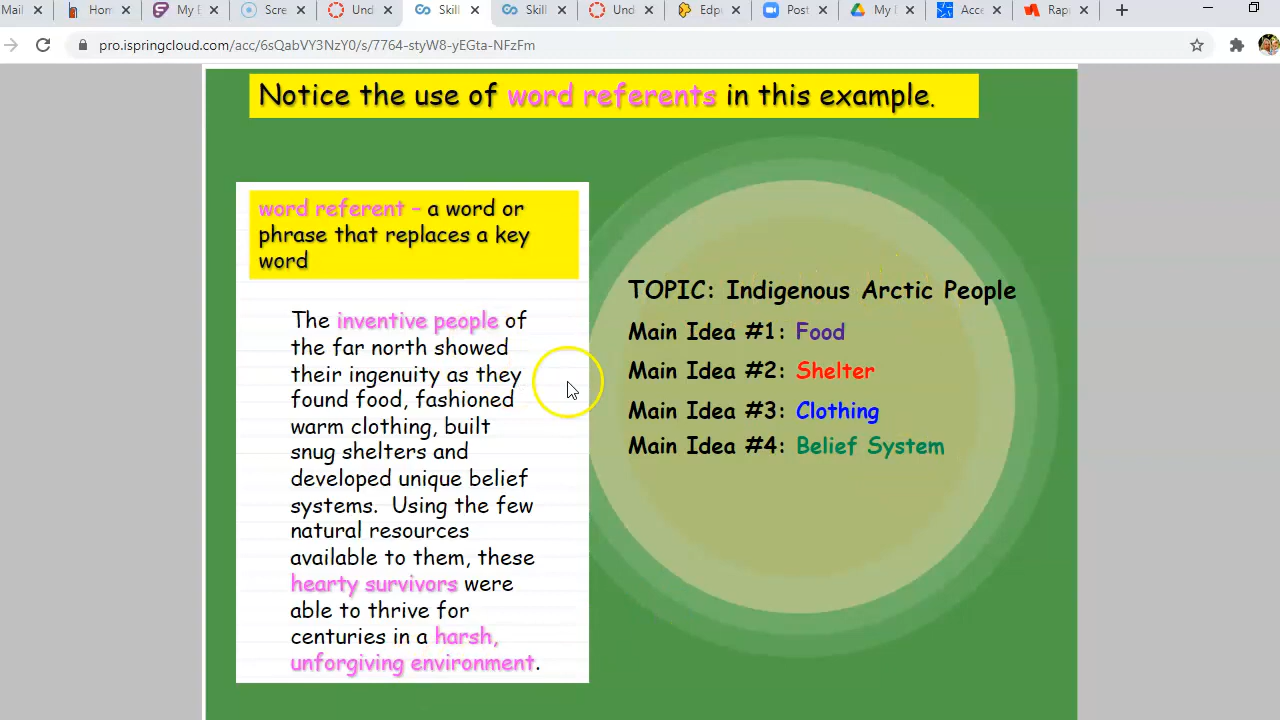 Mail
Hom
My E
Scre
Und
Skill
Skill
Und
Edp
Post
My D
Acce
Rap
pro.ispringcloud.com/acc/6sQabVY3NzY0/s/7764-styW8-yEGta-NFzFm
Notice the use of word referents in this example.
word referent – a word or
phrase that replaces a key
word
The inventive people of
the far north showed
their ingenuity as they
found food, fashioned
warm clothing, built
snug shelters and
developed unique belief
systems. Using the few
natural resources
available to them, these
hearty survivors were
able to thrive for
centuries in a harsh,
unforgiving environment.
TOPIC: Indigenous Arctic People
Main Idea #1: Food
Main Idea #2: Shelter
Main Idea #3: Clothing
Main Idea #4: Belief System